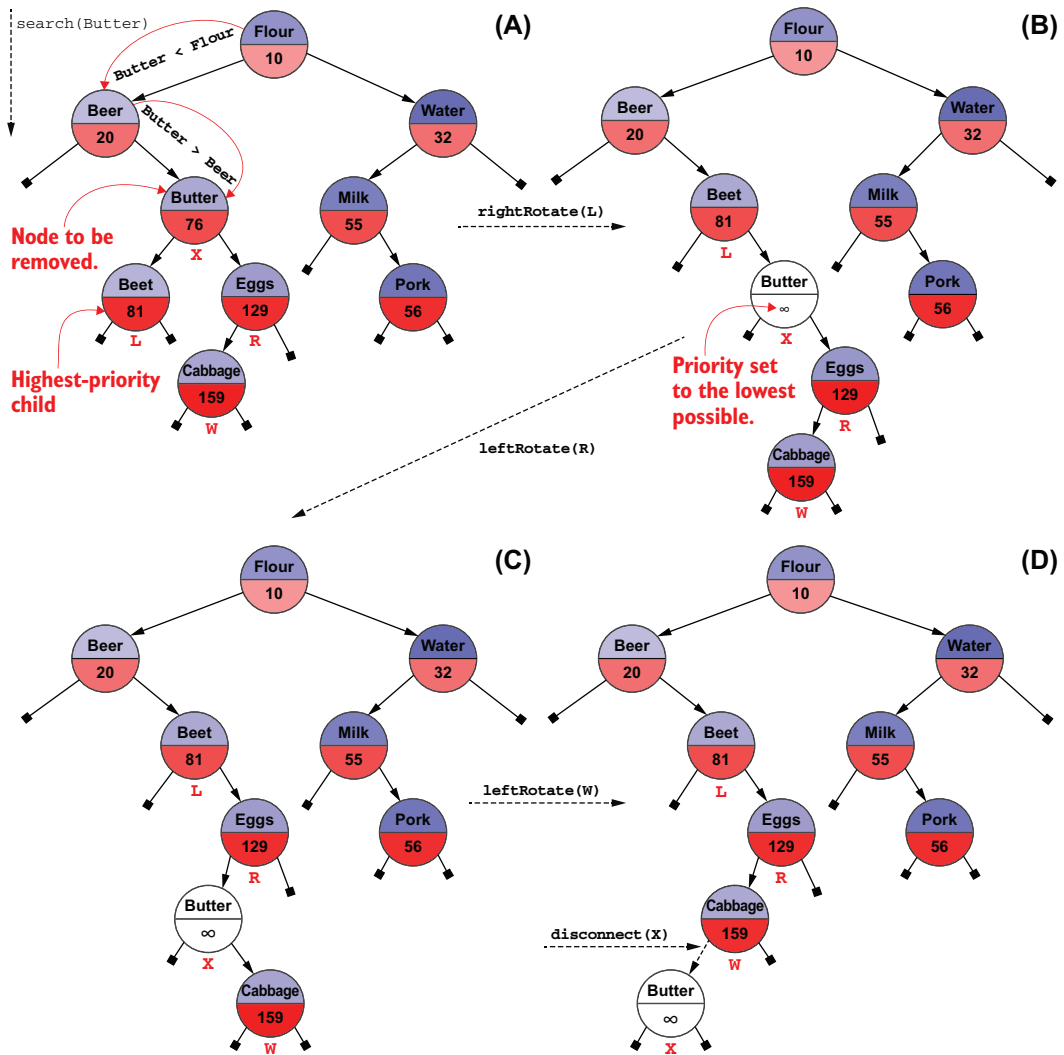 search(Butter)
(A)
Flour
10
Butter < Flour
Beer
20
Butter > Beer
Water
32
Butter
76
X
Milk
55
Node to be
removed.
Beet
81
L
Eggs
129
R
Pork
56
Highest-priority
child
Cabbage
159
W
rightRotate(L)
(B)
Flour
10
Beer
20
Water
32
Beet
81
L
Milk
55
Butter
∞
X
Pork
56
Priority set
to the lowest
possible.
Eggs
129
R
Cabbage
159
W
leftRotate(R)
(C)
Flour
10
Beer
20
Water
32
Beet
81
L
Milk
55
Eggs
129
R
Pork
56
Butter
∞
X
Cabbage
159
W
leftRotate(W)
(D)
Flour
10
Beer
20
Water
32
Beet
81
L
Milk
55
Eggs
129
R
Pork
56
Cabbage
159
W
disconnect(X)
Butter
∞
X